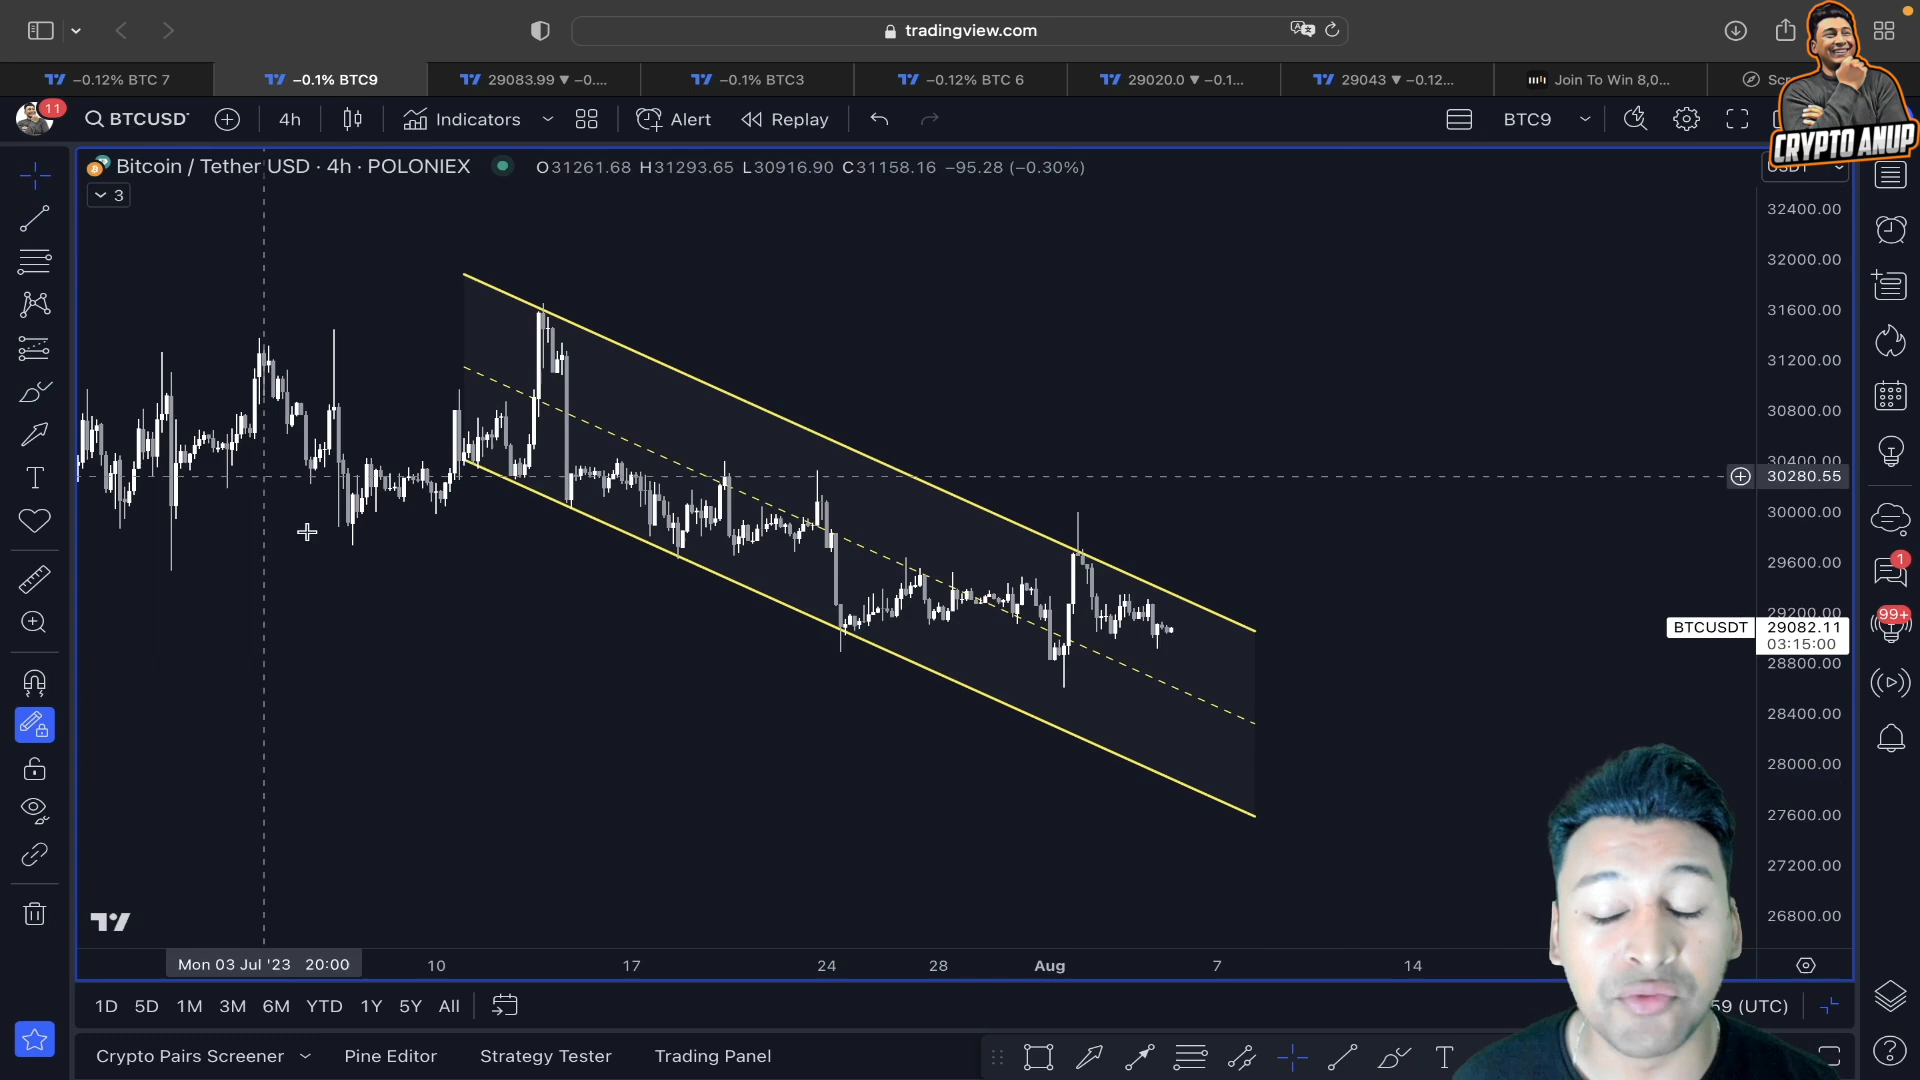 tradingview.com
−0.12% BTC 7
−0.1% BTC9
29083.99 ▼ −0....
−0.1% BTC3
−0.12% BTC 6
29020.0 ▼ −0.1...
29043 ▼ −0.12...
Join To Win 8,0...
CRYPTO ANUP
11
BTCUSDT
4h
Indicators
Alert
Replay
BTC9
Bitcoin / Tether USD · 4h · POLONIEX
O31261.68 H31293.65 L30916.90 C31158.16 −95.28 (−0.30%)
3
32400.00
32000.00
31600.00
31200.00
30800.00
30400.00
30280.55
30000.00
29600.00
29200.00
BTCUSDT 29082.11
03:15:00
28800.00
28400.00
28000.00
27600.00
27200.00
26800.00
1
99+
Mon 03 Jul '23 20:00
10
17
24
28
Aug
7
14
1D 5D 1M 3M 6M YTD 1Y 5Y All
59 (UTC)
Crypto Pairs Screener
Pine Editor
Strategy Tester
Trading Panel